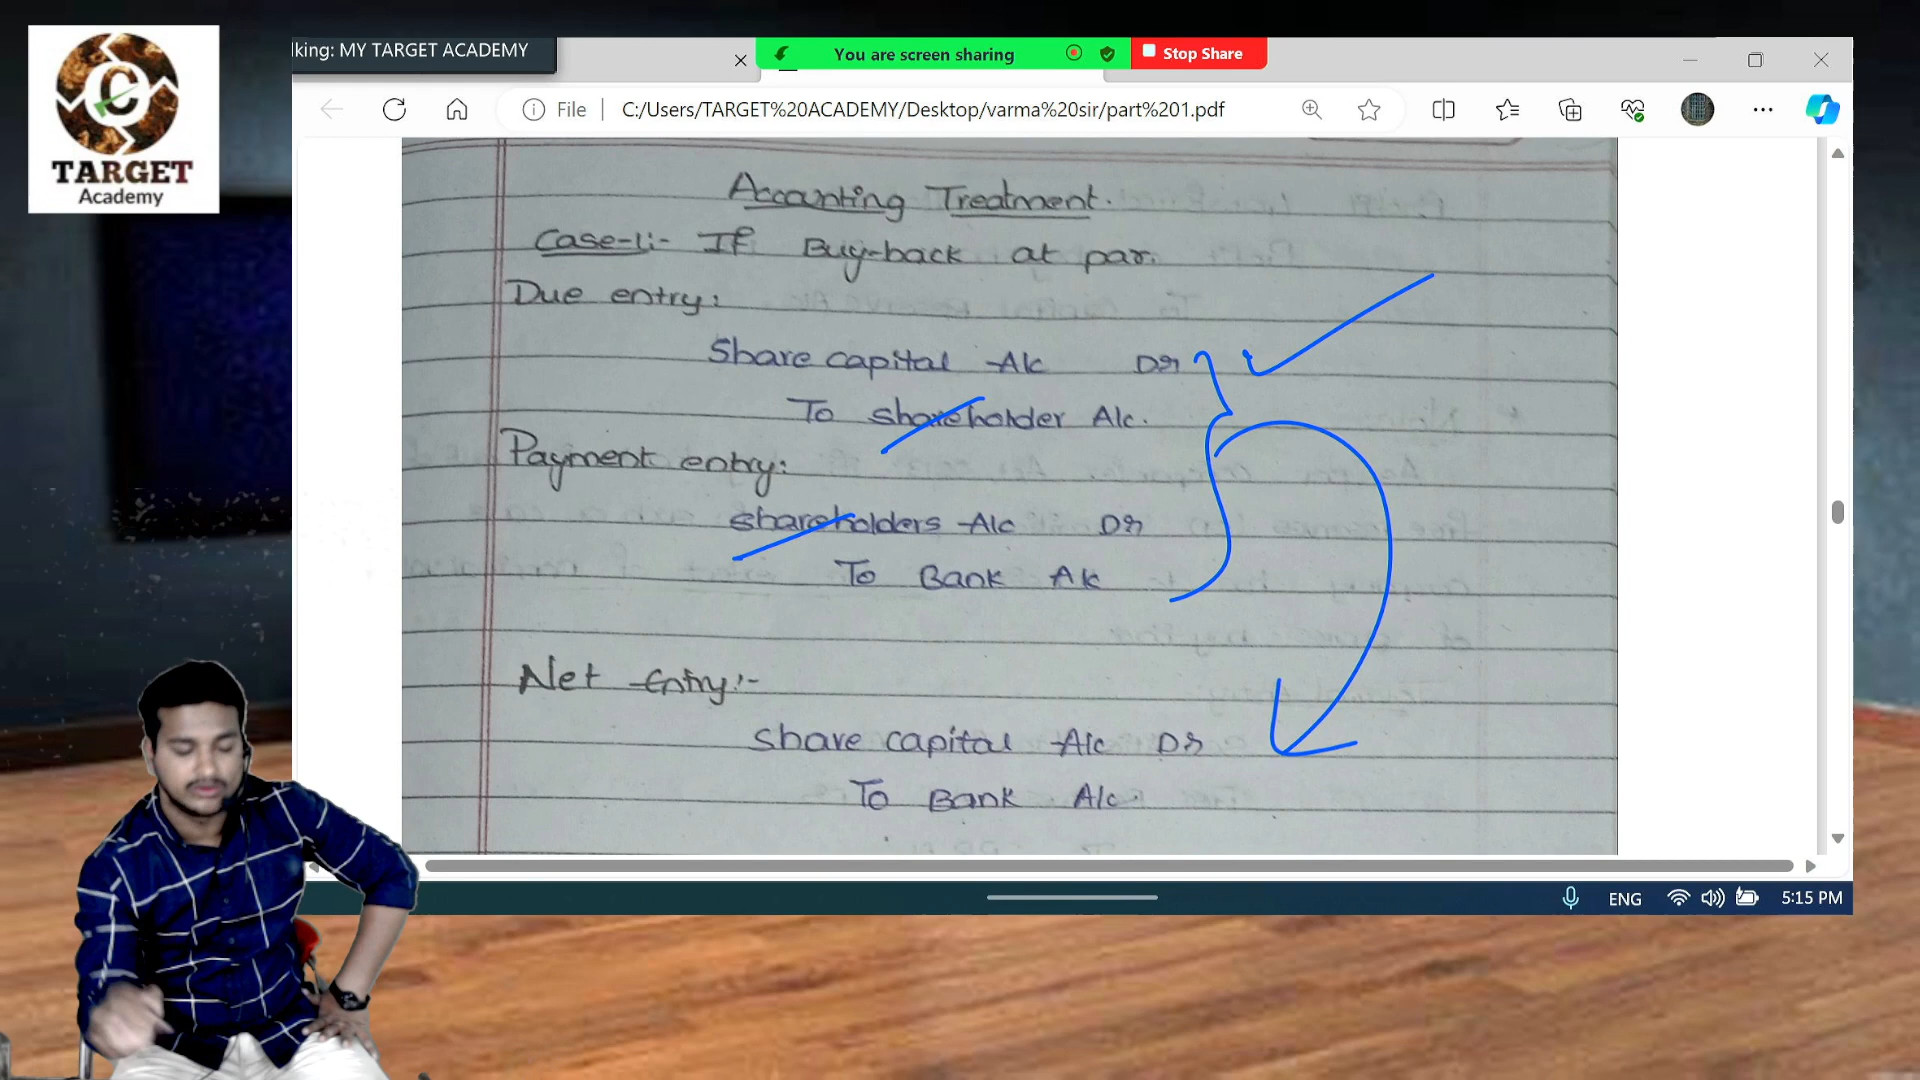 TARGET
Academy
lking: MY TARGET ACADEMY
You are screen sharing
Stop Share
File
C:/Users/TARGET%20ACADEMY/Desktop/varma%20sir/part%201.pdf
Accounting Treatment.
Case-1:- If Buy-back at par.
Due entry:
Share capital A/c Dr
To shareholder A/c.
Payment entry:
shareholders A/c Dr
To Bank A/c
Net Entry:-
Share capital A/c Dr
To Bank A/c
ENG
5:15 PM